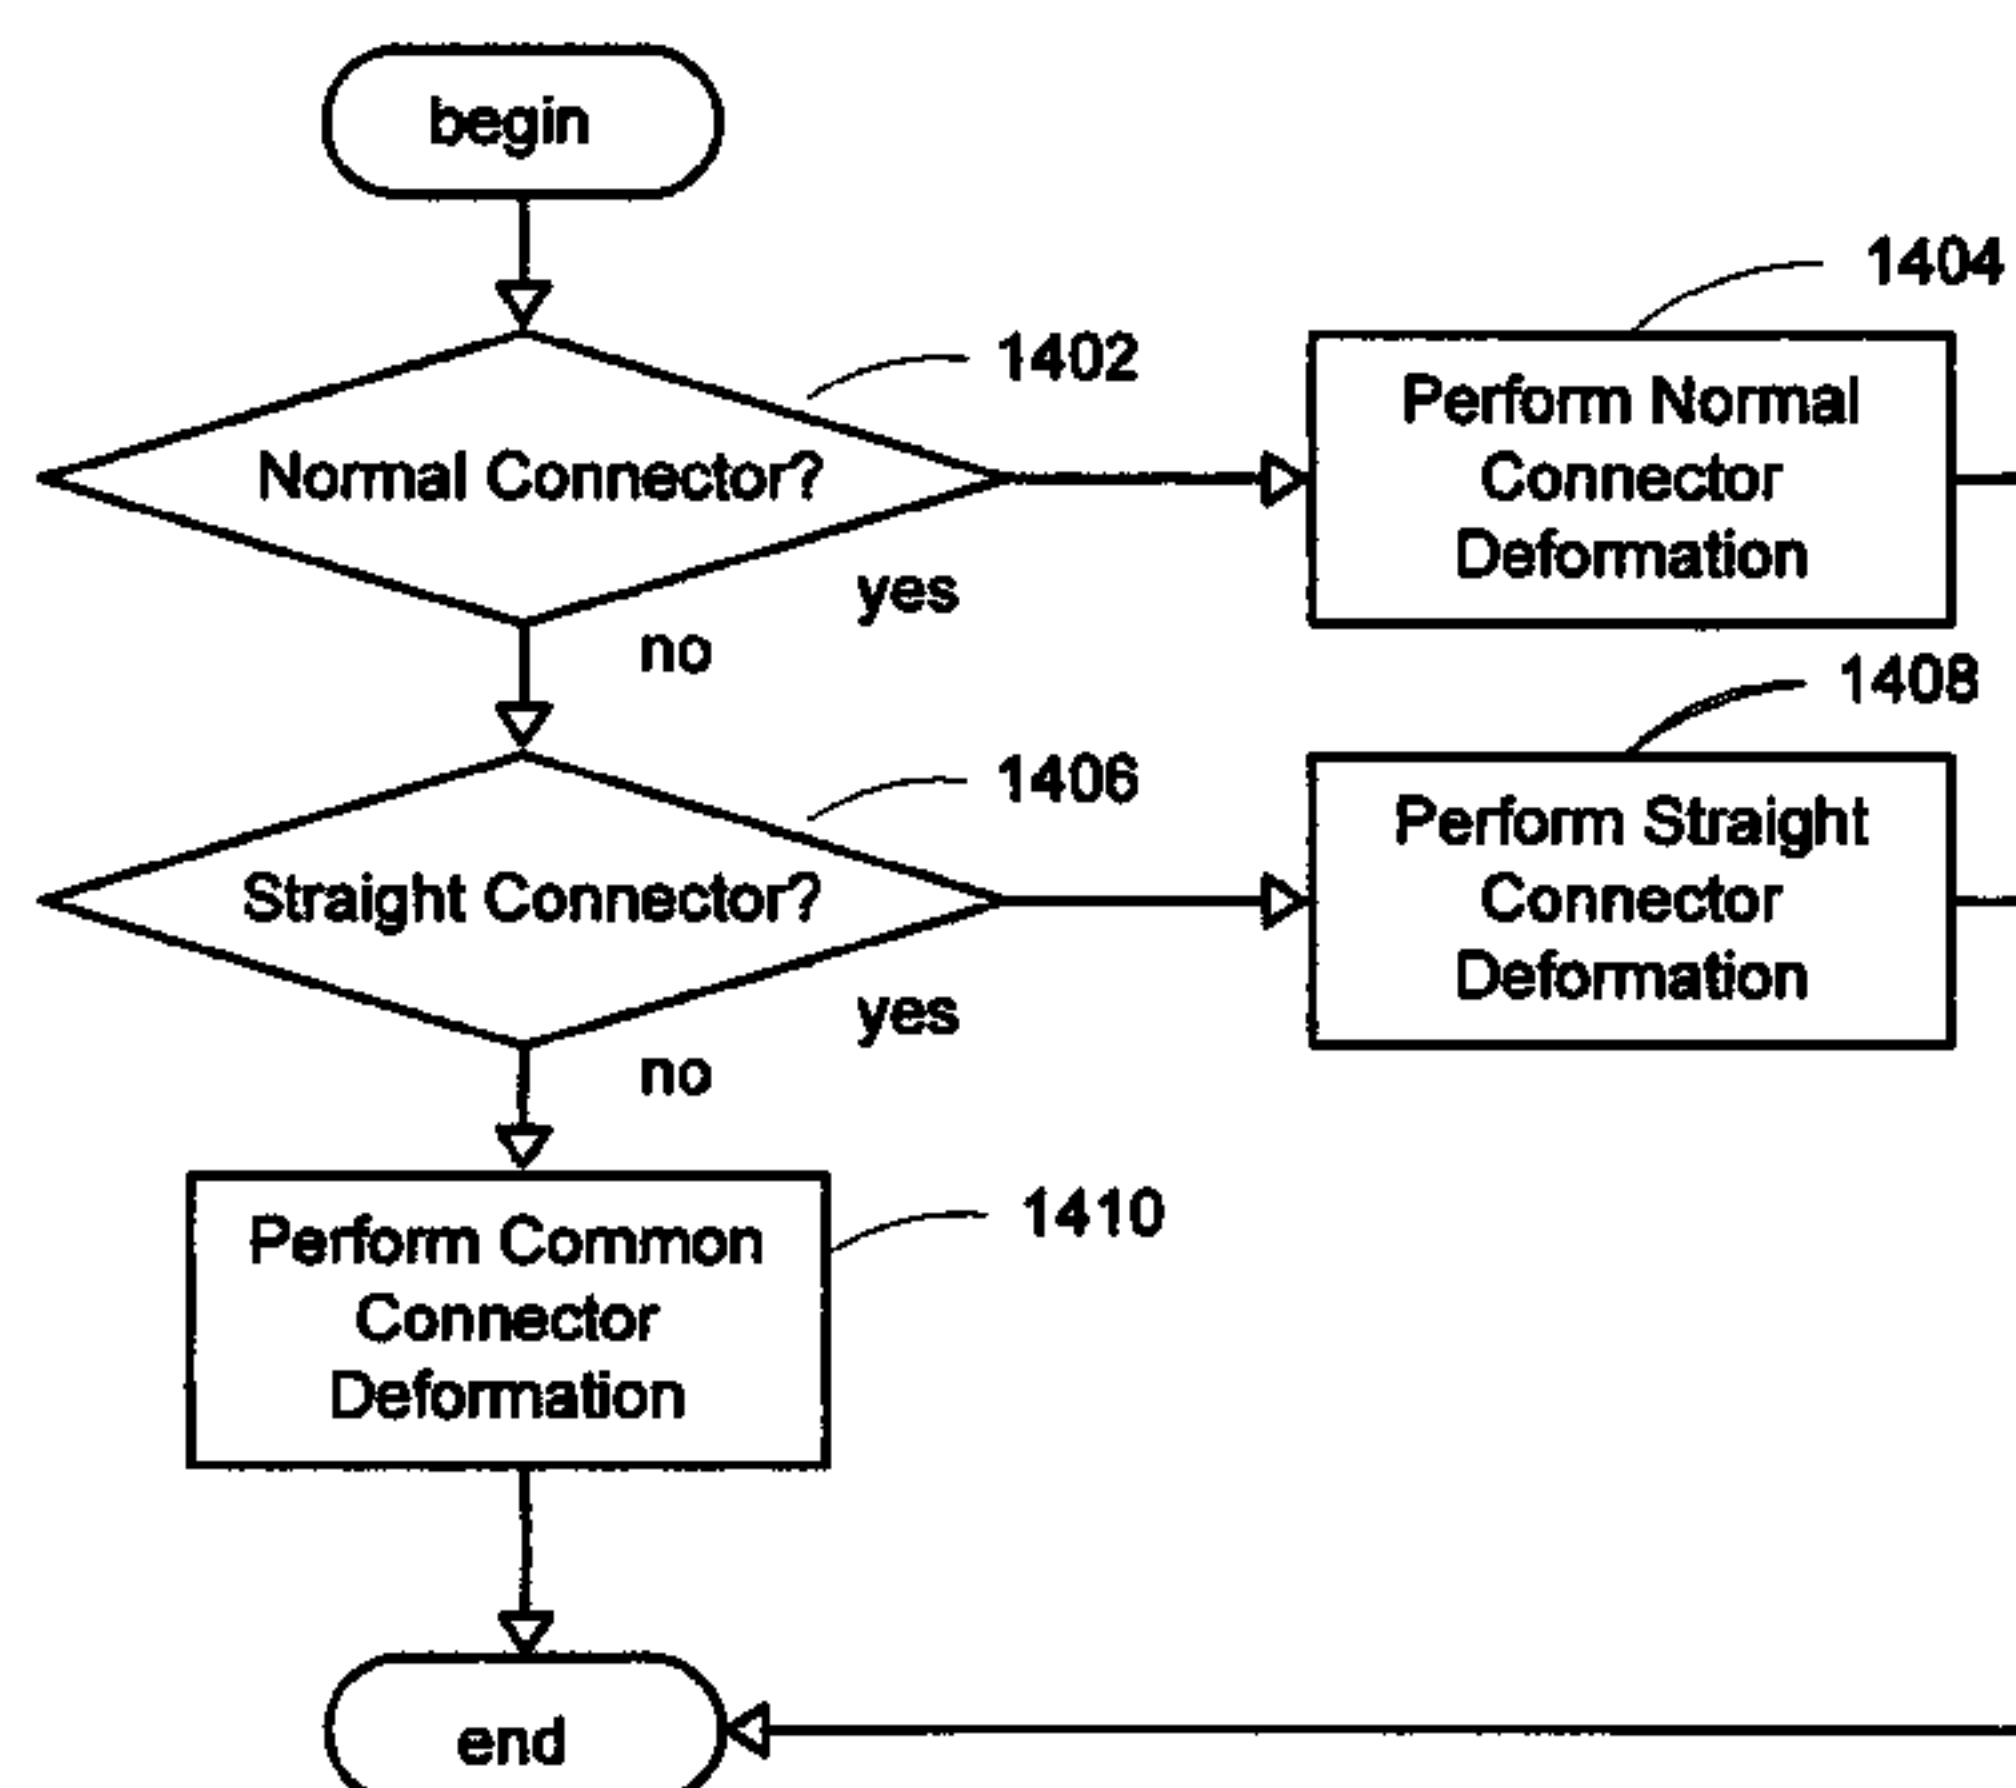 begin
1402
Normal Connector?
yes
no
1404
Perform Normal
Connector
Deformation
1406
Straight Connector?
yes
no
1408
Perform Straight
Connector
Deformation
1410
Perform Common
Connector
Deformation
end